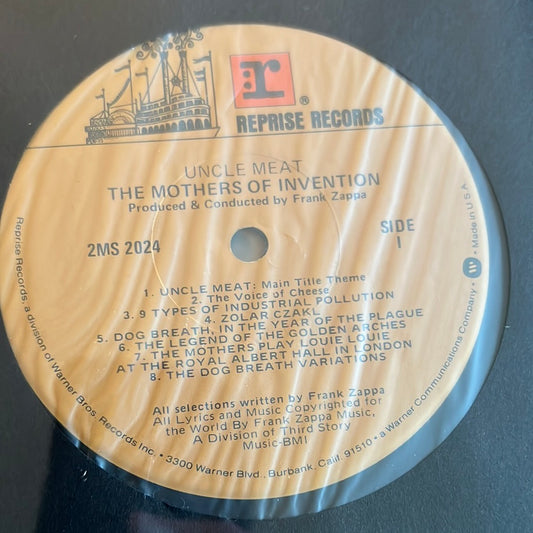 r®
REPRISE RECORDS
UNCLE MEAT
THE MOTHERS OF INVENTION
Produced & Conducted by Frank Zappa
2MS 2024
SIDE
1
1. UNCLE MEAT: Main Title Theme
2. The Voice of Cheese
3. 9 TYPES OF INDUSTRIAL POLLUTION
4. ZOLAR CZAKL
5. DOG BREATH, IN THE YEAR OF THE PLAGUE
6. THE LEGEND OF THE GOLDEN ARCHES
7. THE MOTHERS PLAY LOUIE LOUIE
AT THE ROYAL ALBERT HALL IN LONDON
8. THE DOG BREATH VARIATIONS
All selections written by Frank Zappa
All Lyrics and Music Copyrighted for
the World By Frank Zappa Music,
A Division of Third Story
Music-BMI
Reprise Records, a division of Warner Bros. Records Inc. • 3300 Warner Blvd., Burbank, Calif. 91510 • a Warner Communications Company • W • Made in U.S.A.